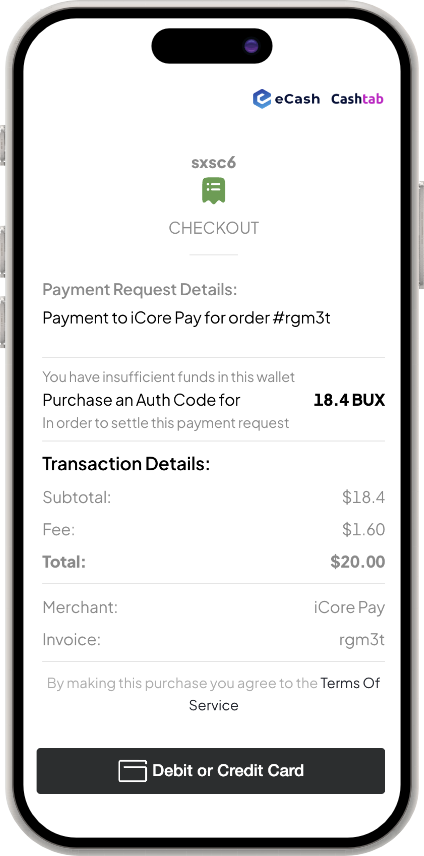 eCash Cashtab
sxsc6
CHECKOUT
Payment Request Details:
Payment to iCore Pay for order #rgm3t
You have insufficient funds in this wallet
Purchase an Auth Code for 18.4 BUX
In order to settle this payment request
Transaction Details:
Subtotal: $18.4
Fee: $1.60
Total: $20.00
Merchant: iCore Pay
Invoice: rgm3t
By making this purchase you agree to the Terms Of
Service
Debit or Credit Card